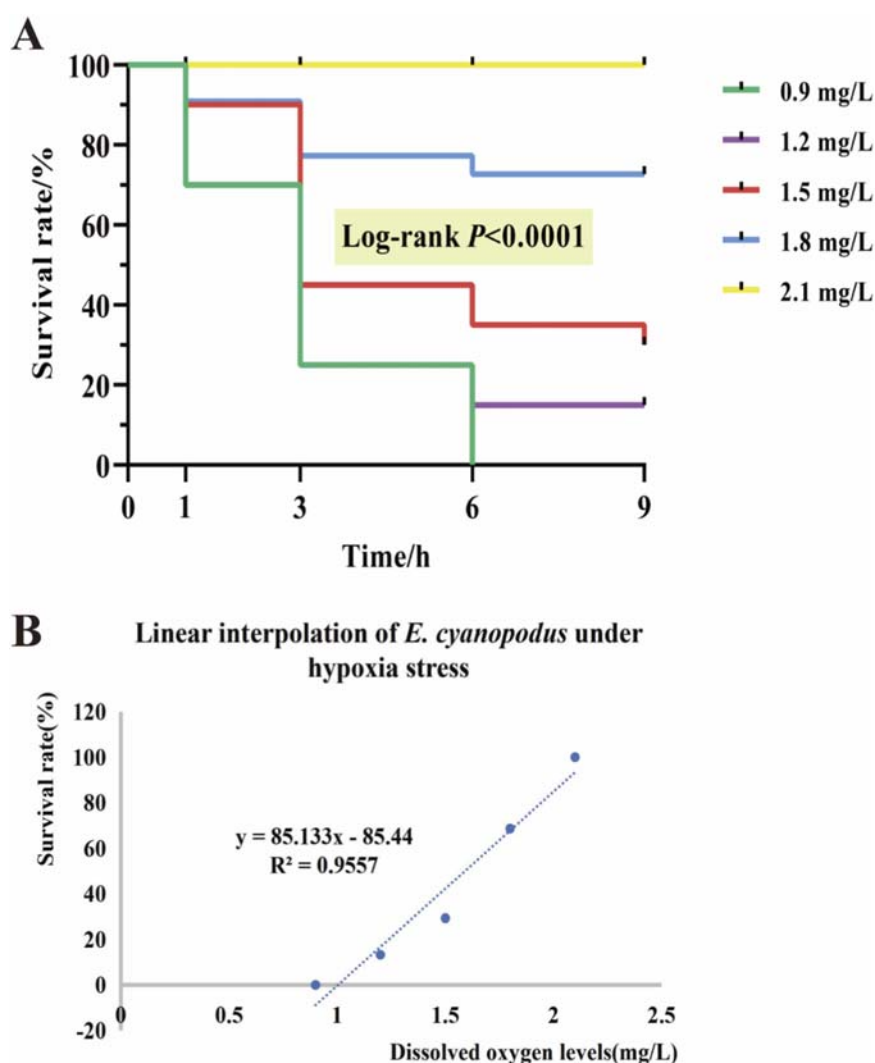 A
100
80
60
40
20
0
Survival rate/%
0 1 3 6 9
Time/h
Log-rank P<0.0001
0.9 mg/L
1.2 mg/L
1.5 mg/L
1.8 mg/L
2.1 mg/L
B
Linear interpolation of E. cyanopodus under
hypoxia stress
Survival rate(%)
120
100
80
60
40
20
0
-20
y = 85.133x - 85.44
R² = 0.9557
0 0.5 1 1.5 2 2.5
Dissolved oxygen levels(mg/L)